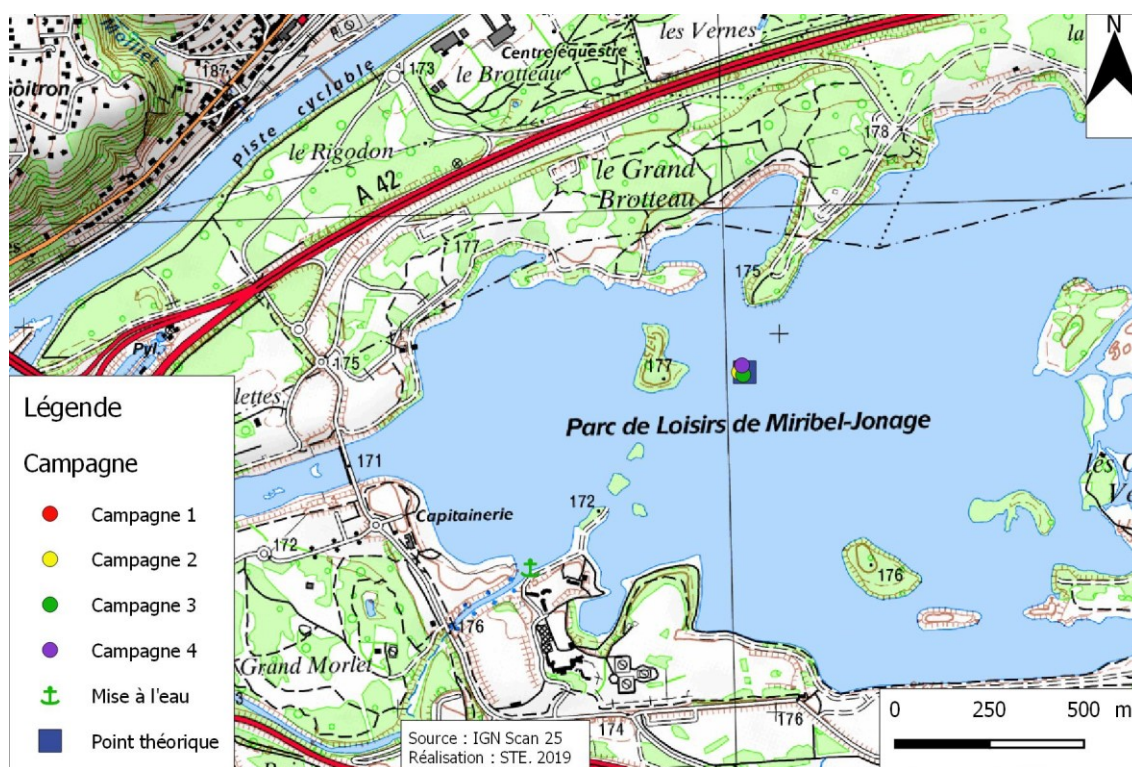 les Vernes
la
Mollet
187
Piste cyclable
173
Centre équestre
le Brotteau
178
le Rigodon
A 42
le Grand
Brotteau
177
175
Pyl.
175
177
lettes
Parc de Loisirs de Miribel-Jonage
171
Capitainerie
172
172
176
176
Grand Morlet
174
176
Légende
Campagne
Campagne 1
Campagne 2
Campagne 3
Campagne 4
Mise à l'eau
Point théorique
Source : IGN Scan 25
Réalisation : STE. 2019
0 250 500 m